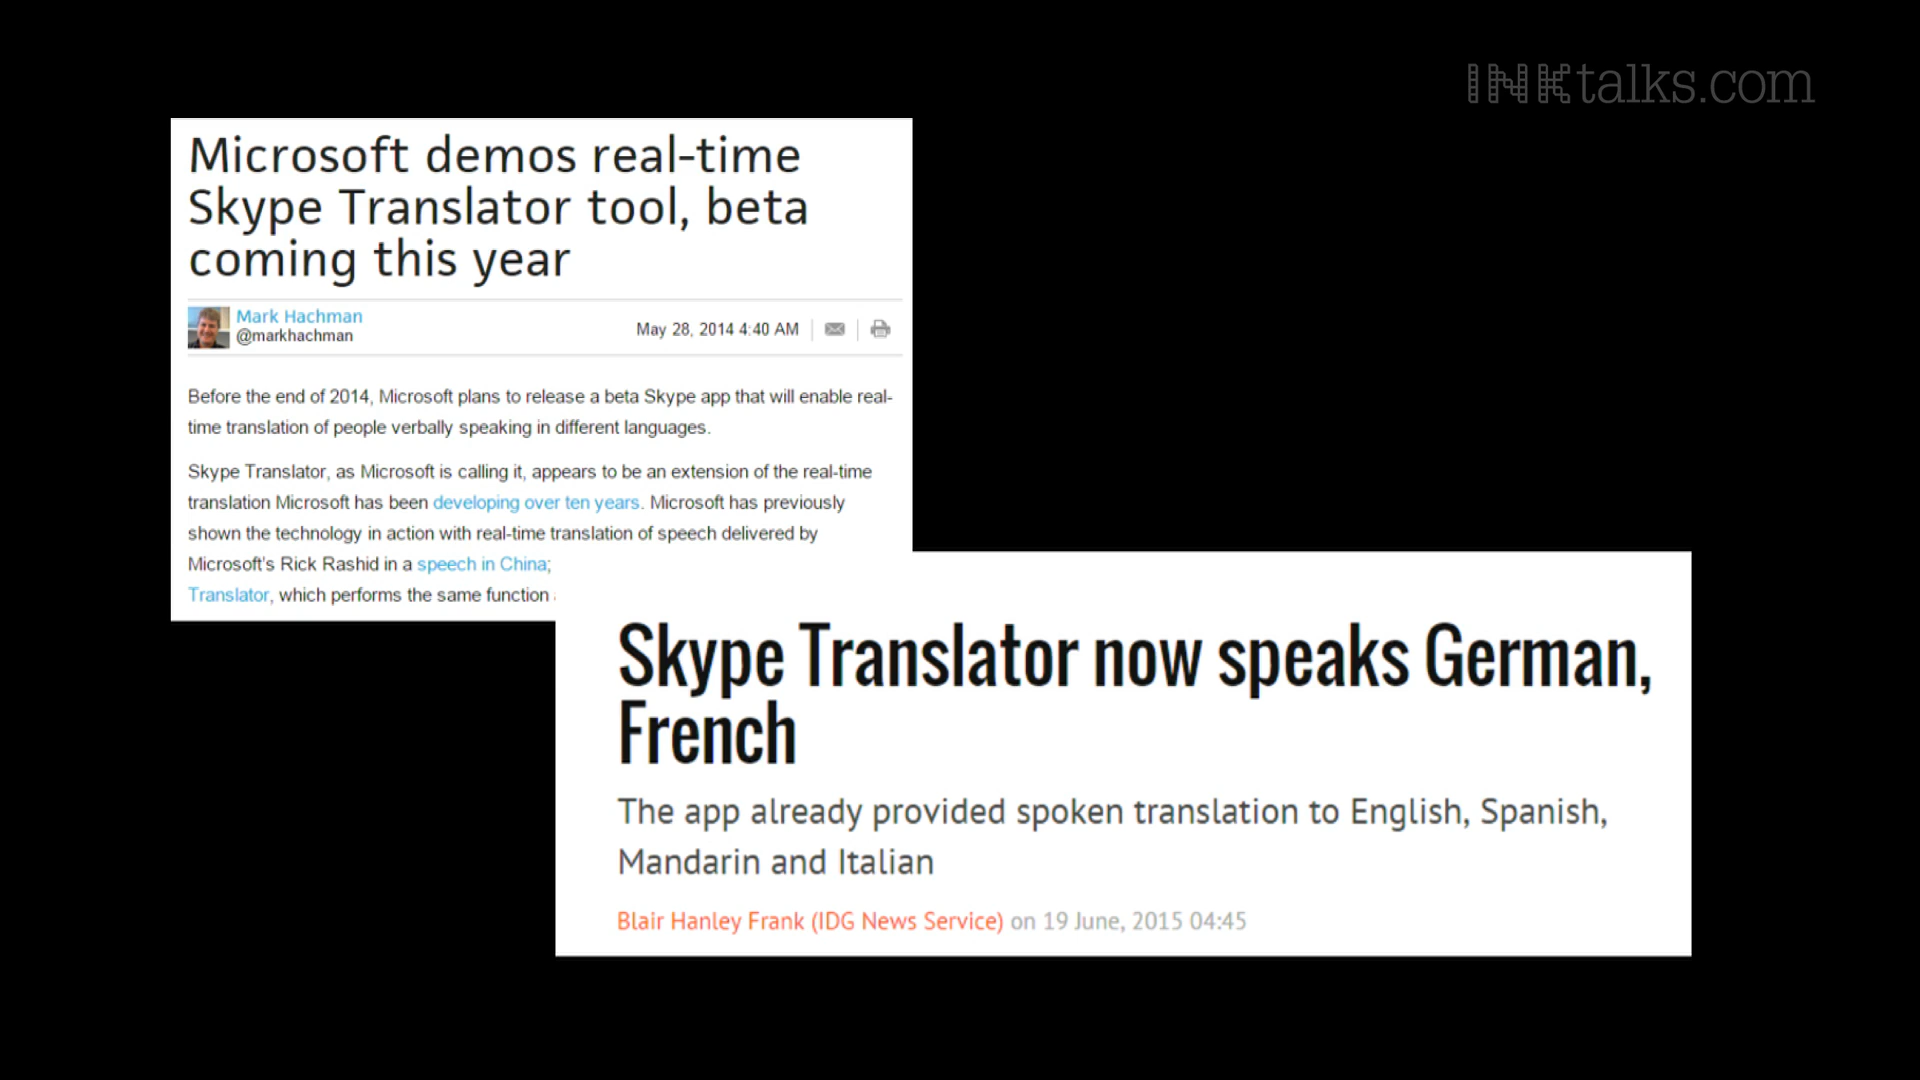 INKtalks.com
Microsoft demos real-time
Skype Translator tool, beta
coming this year
Mark Hachman
@markhachman
May 28, 2014 4:40 AM
Before the end of 2014, Microsoft plans to release a beta Skype app that will enable real-
time translation of people verbally speaking in different languages.
Skype Translator, as Microsoft is calling it, appears to be an extension of the real-time
translation Microsoft has been developing over ten years. Microsoft has previously
shown the technology in action with real-time translation of speech delivered by
Microsoft's Rick Rashid in a speech in China;
Translator, which performs the same function
Skype Translator now speaks German,
French
The app already provided spoken translation to English, Spanish,
Mandarin and Italian
Blair Hanley Frank (IDG News Service) on 19 June, 2015 04:45